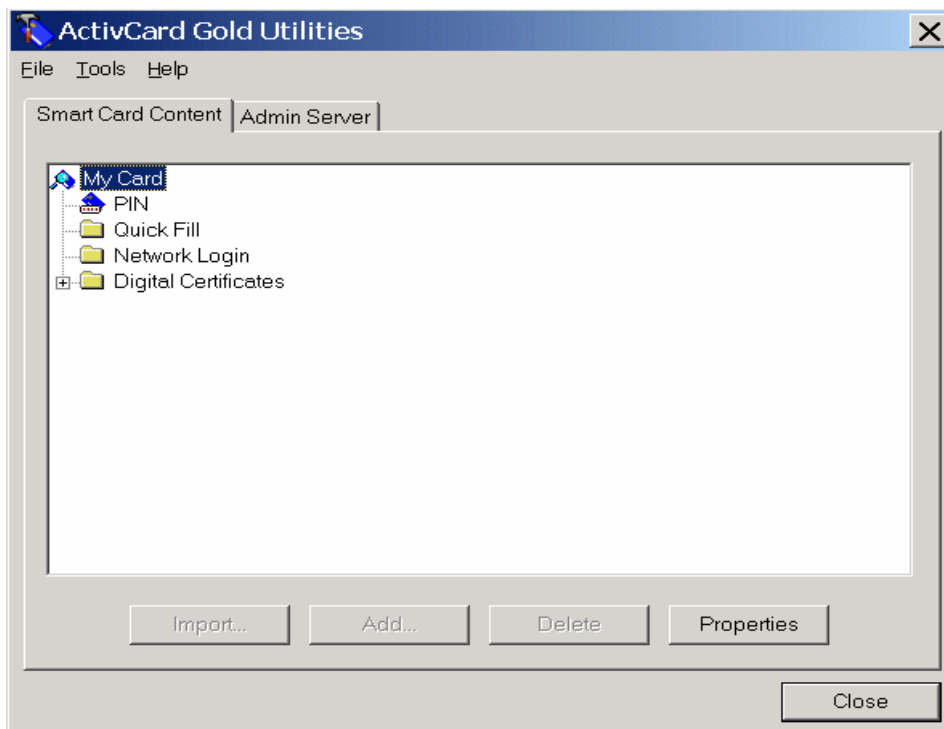 ActivCard Gold Utilities
File Tools Help
Smart Card Content Admin Server
My Card
PIN
Quick Fill
Network Login
Digital Certificates
Import... Add... Delete Properties
Close